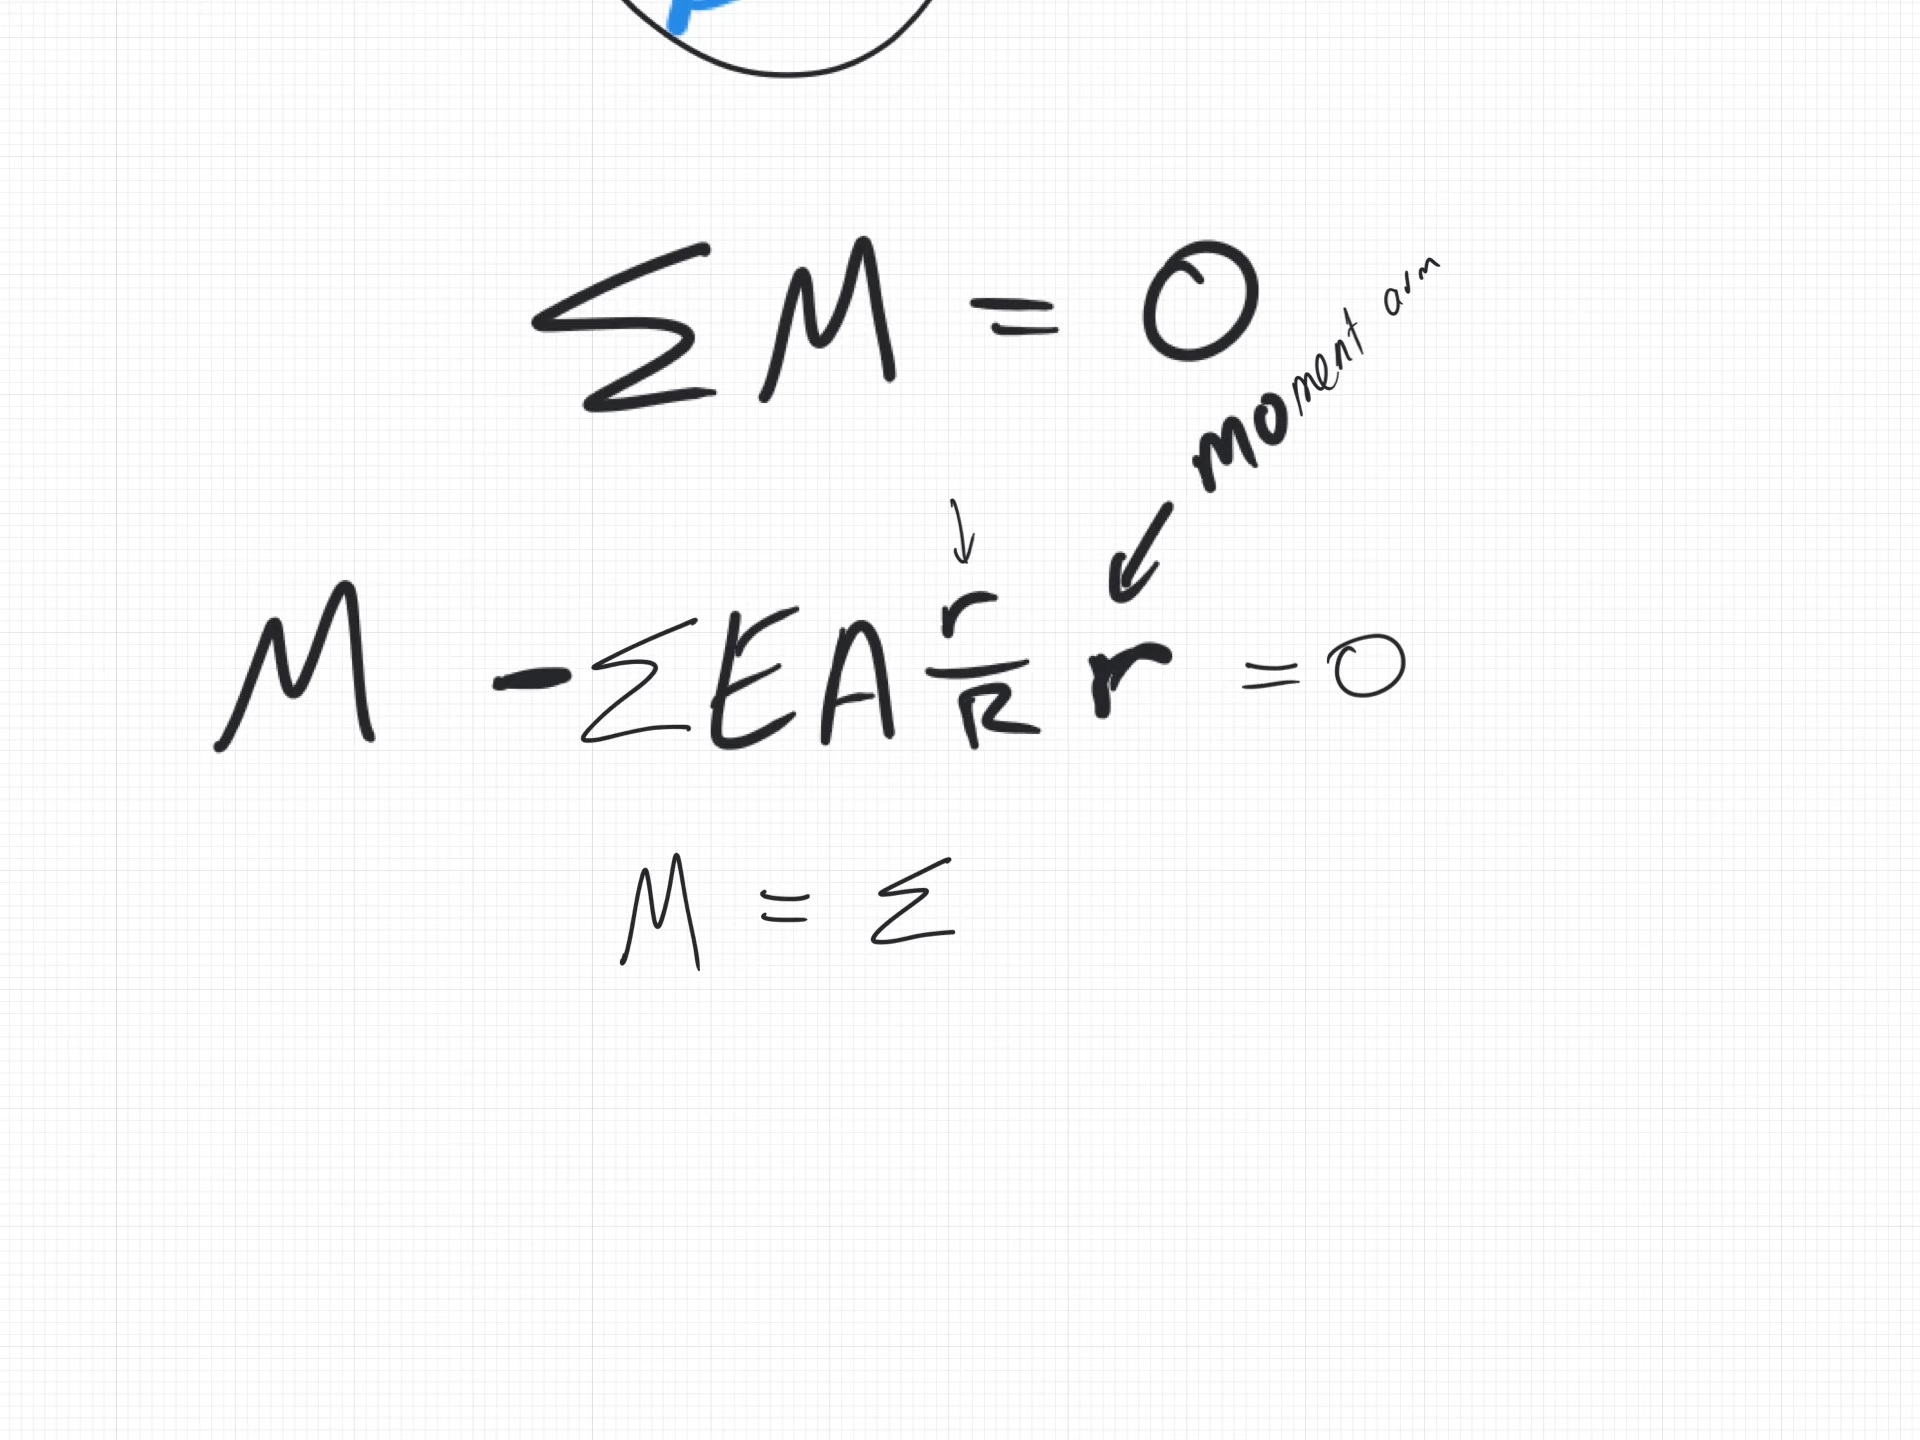 ΣM = 0
moment arm
M - ΣEA r/R r = 0
M = Σ